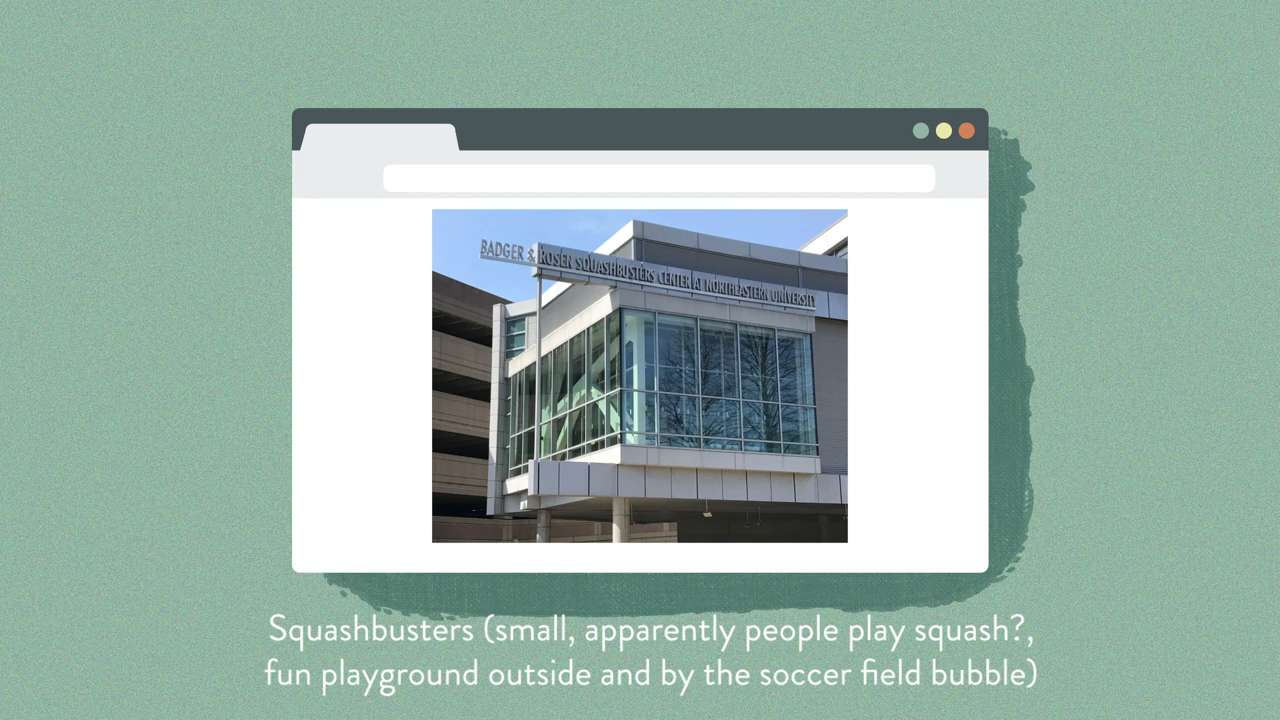 BADGER & ROSEN SQUASHBUSTERS CENTER AT NORTHEASTERN UNIVERSITY
Squashbusters (small, apparently people play squash?,
fun playground outside and by the soccer field bubble)